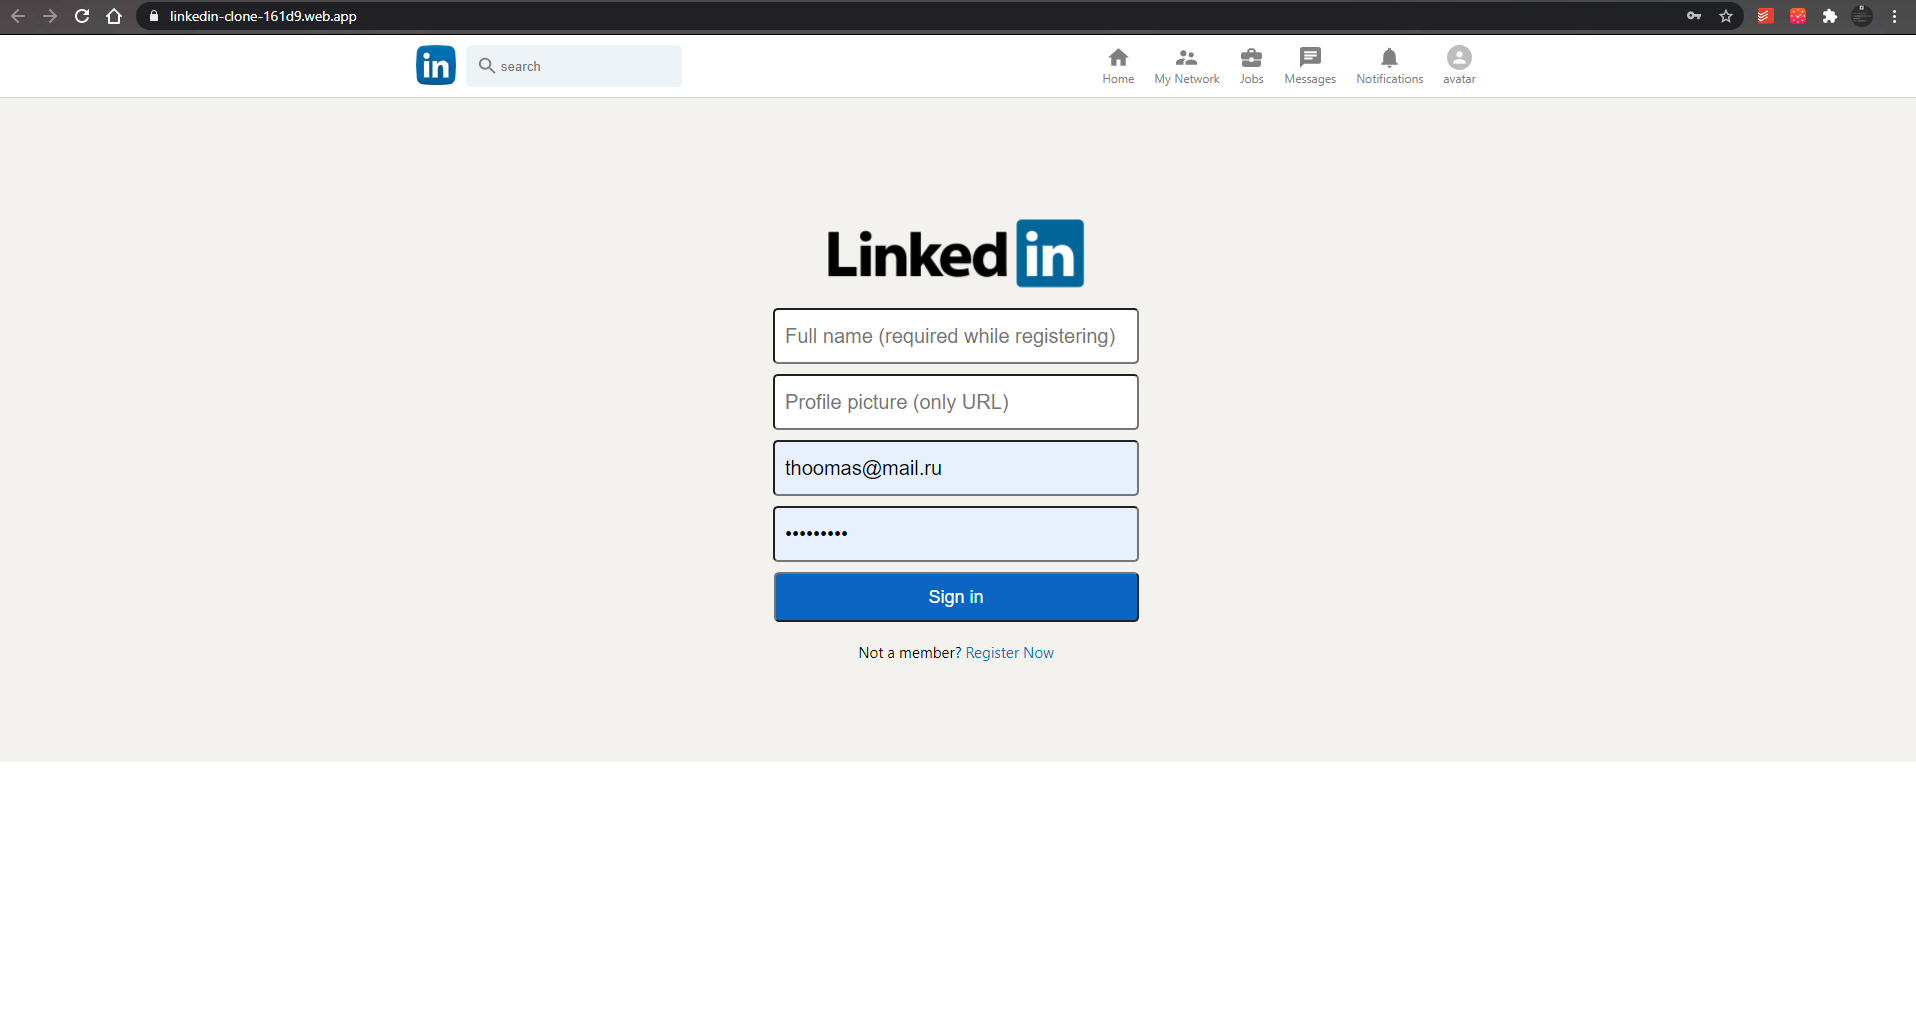 linkedin-clone-161d9.web.app
in
search
Home
My Network
Jobs
Messages
Notifications
avatar
Linked in
Full name (required while registering)
Profile picture (only URL)
thoomas@mail.ru
•••••••••
Sign in
Not a member? Register Now